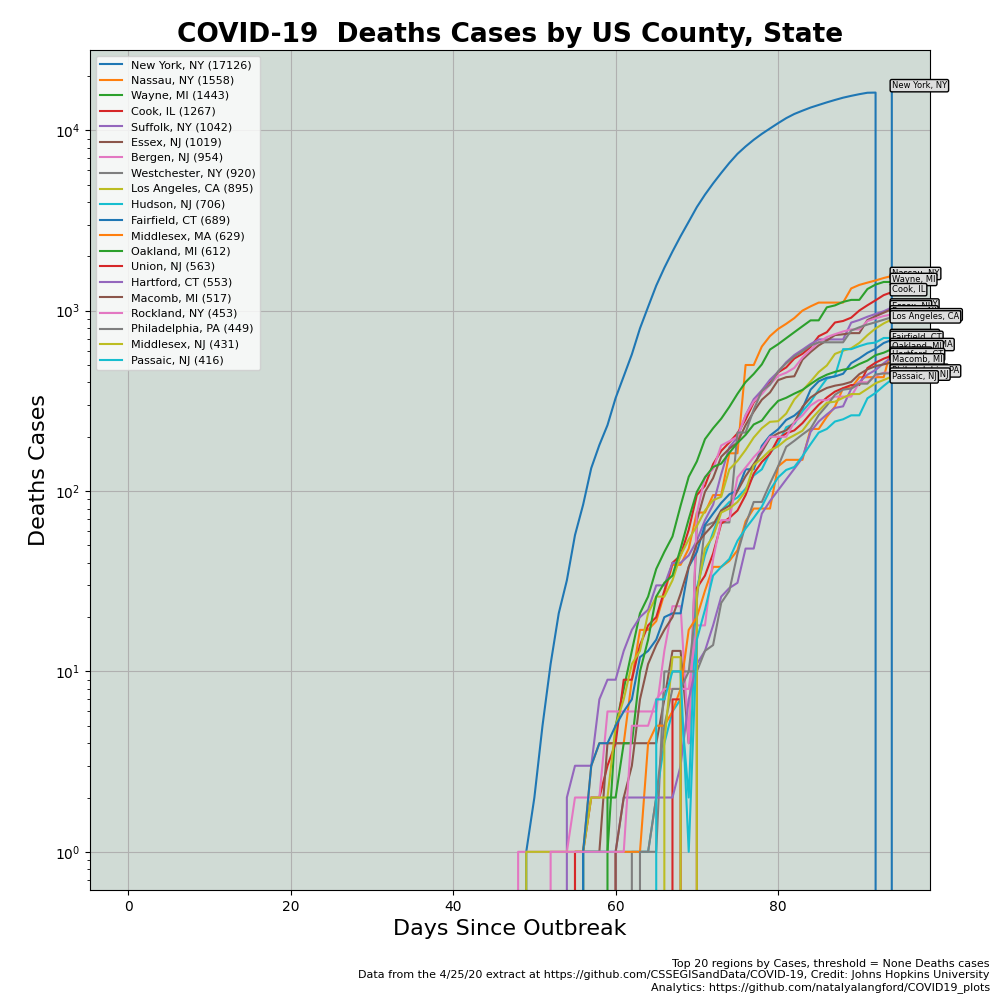 COVID-19  Deaths Cases by US County, State
New York, NY (17126)
Nassau, NY (1558)
Wayne, MI (1443)
Cook, IL (1267)
Suffolk, NY (1042)
Essex, NJ (1019)
Bergen, NJ (954)
Westchester, NY (920)
Los Angeles, CA (895)
Hudson, NJ (706)
Fairfield, CT (689)
Middlesex, MA (629)
Oakland, MI (612)
Union, NJ (563)
Hartford, CT (553)
Macomb, MI (517)
Rockland, NY (453)
Philadelphia, PA (449)
Middlesex, NJ (431)
Passaic, NJ (416)
New York, NY
Nassau, NY
Wayne, MI
Cook, IL
Los Angeles, CA
Fairfield, CT
Oakland, MI
Hartford, CT
Macomb, MI
Passaic, NJ
10⁴
10³
10²
10¹
10⁰
Deaths Cases
0 20 40 60 80
Days Since Outbreak
Top 20 regions by Cases, threshold = None Deaths cases
Data from the 4/25/20 extract at https://github.com/CSSEGISandData/COVID-19, Credit: Johns Hopkins University
Analytics: https://github.com/natalyalangford/COVID19_plots